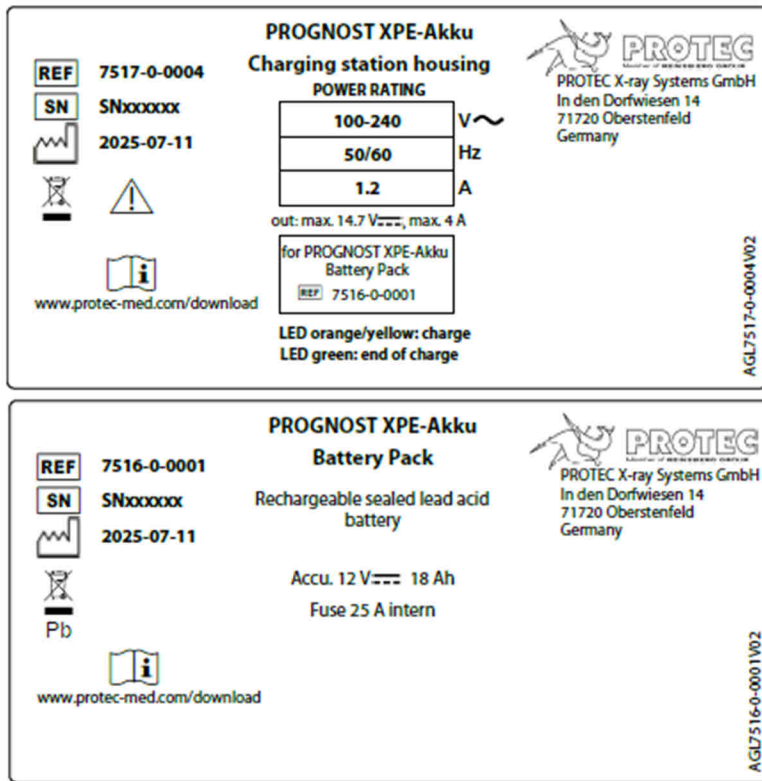 PROGNOST XPE-Akku
Charging station housing
REF 7517-0-0004
SN SNxxxxxx
2025-07-11
POWER RATING
100-240 V~
50/60 Hz
1.2 A
out: max. 14.7 V⎓, max. 4 A
for PROGNOST XPE-Akku
Battery Pack
REF 7516-0-0001
LED orange/yellow: charge
LED green: end of charge
i
www.protec-med.com/download
PROTEC
PROTEC X-ray Systems GmbH
In den Dorfwiesen 14
71720 Oberstenfeld
Germany
AGL7517-0-0004V02
PROGNOST XPE-Akku
Battery Pack
REF 7516-0-0001
SN SNxxxxxx
2025-07-11
Rechargeable sealed lead acid
battery
Accu. 12 V⎓ 18 Ah
Fuse 25 A intern
Pb
i
www.protec-med.com/download
PROTEC
PROTEC X-ray Systems GmbH
In den Dorfwiesen 14
71720 Oberstenfeld
Germany
AGL7516-0-0001V02